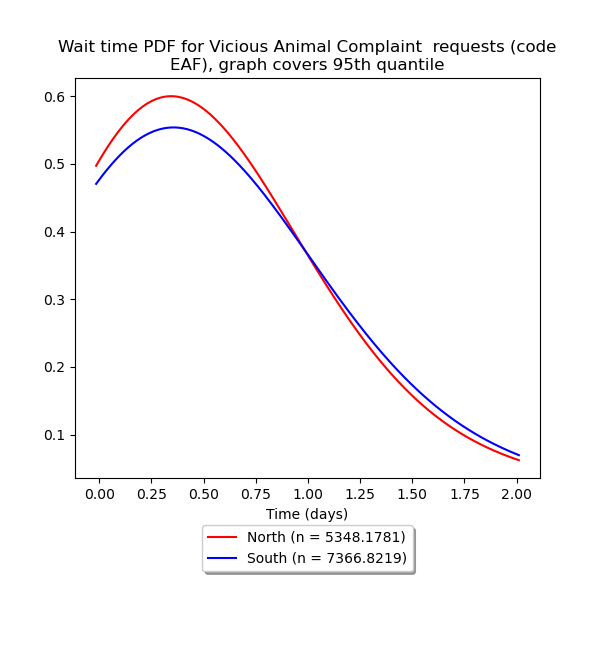 Wait time PDF for Vicious Animal Complaint  requests (code
EAF), graph covers 95th quantile
0.6
0.5
0.4
0.3
0.2
0.1
0.00 0.25 0.50 0.75 1.00 1.25 1.50 1.75 2.00
Time (days)
North (n = 5348.1781)
South (n = 7366.8219)